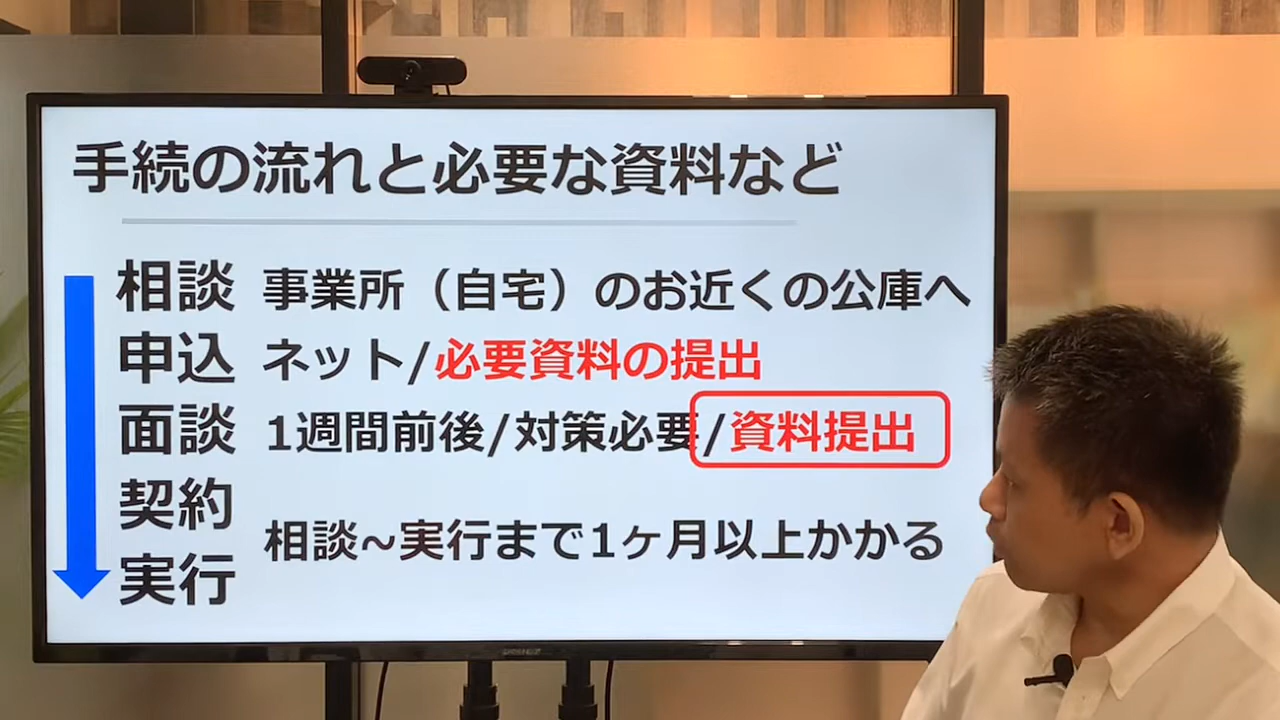 手続の流れと必要な資料など
相談 事業所（自宅）のお近くの公庫へ
申込 ネット/必要資料の提出
面談 1週間前後/対策必要/資料提出
契約
相談~実行まで1ヶ月以上かかる
実行